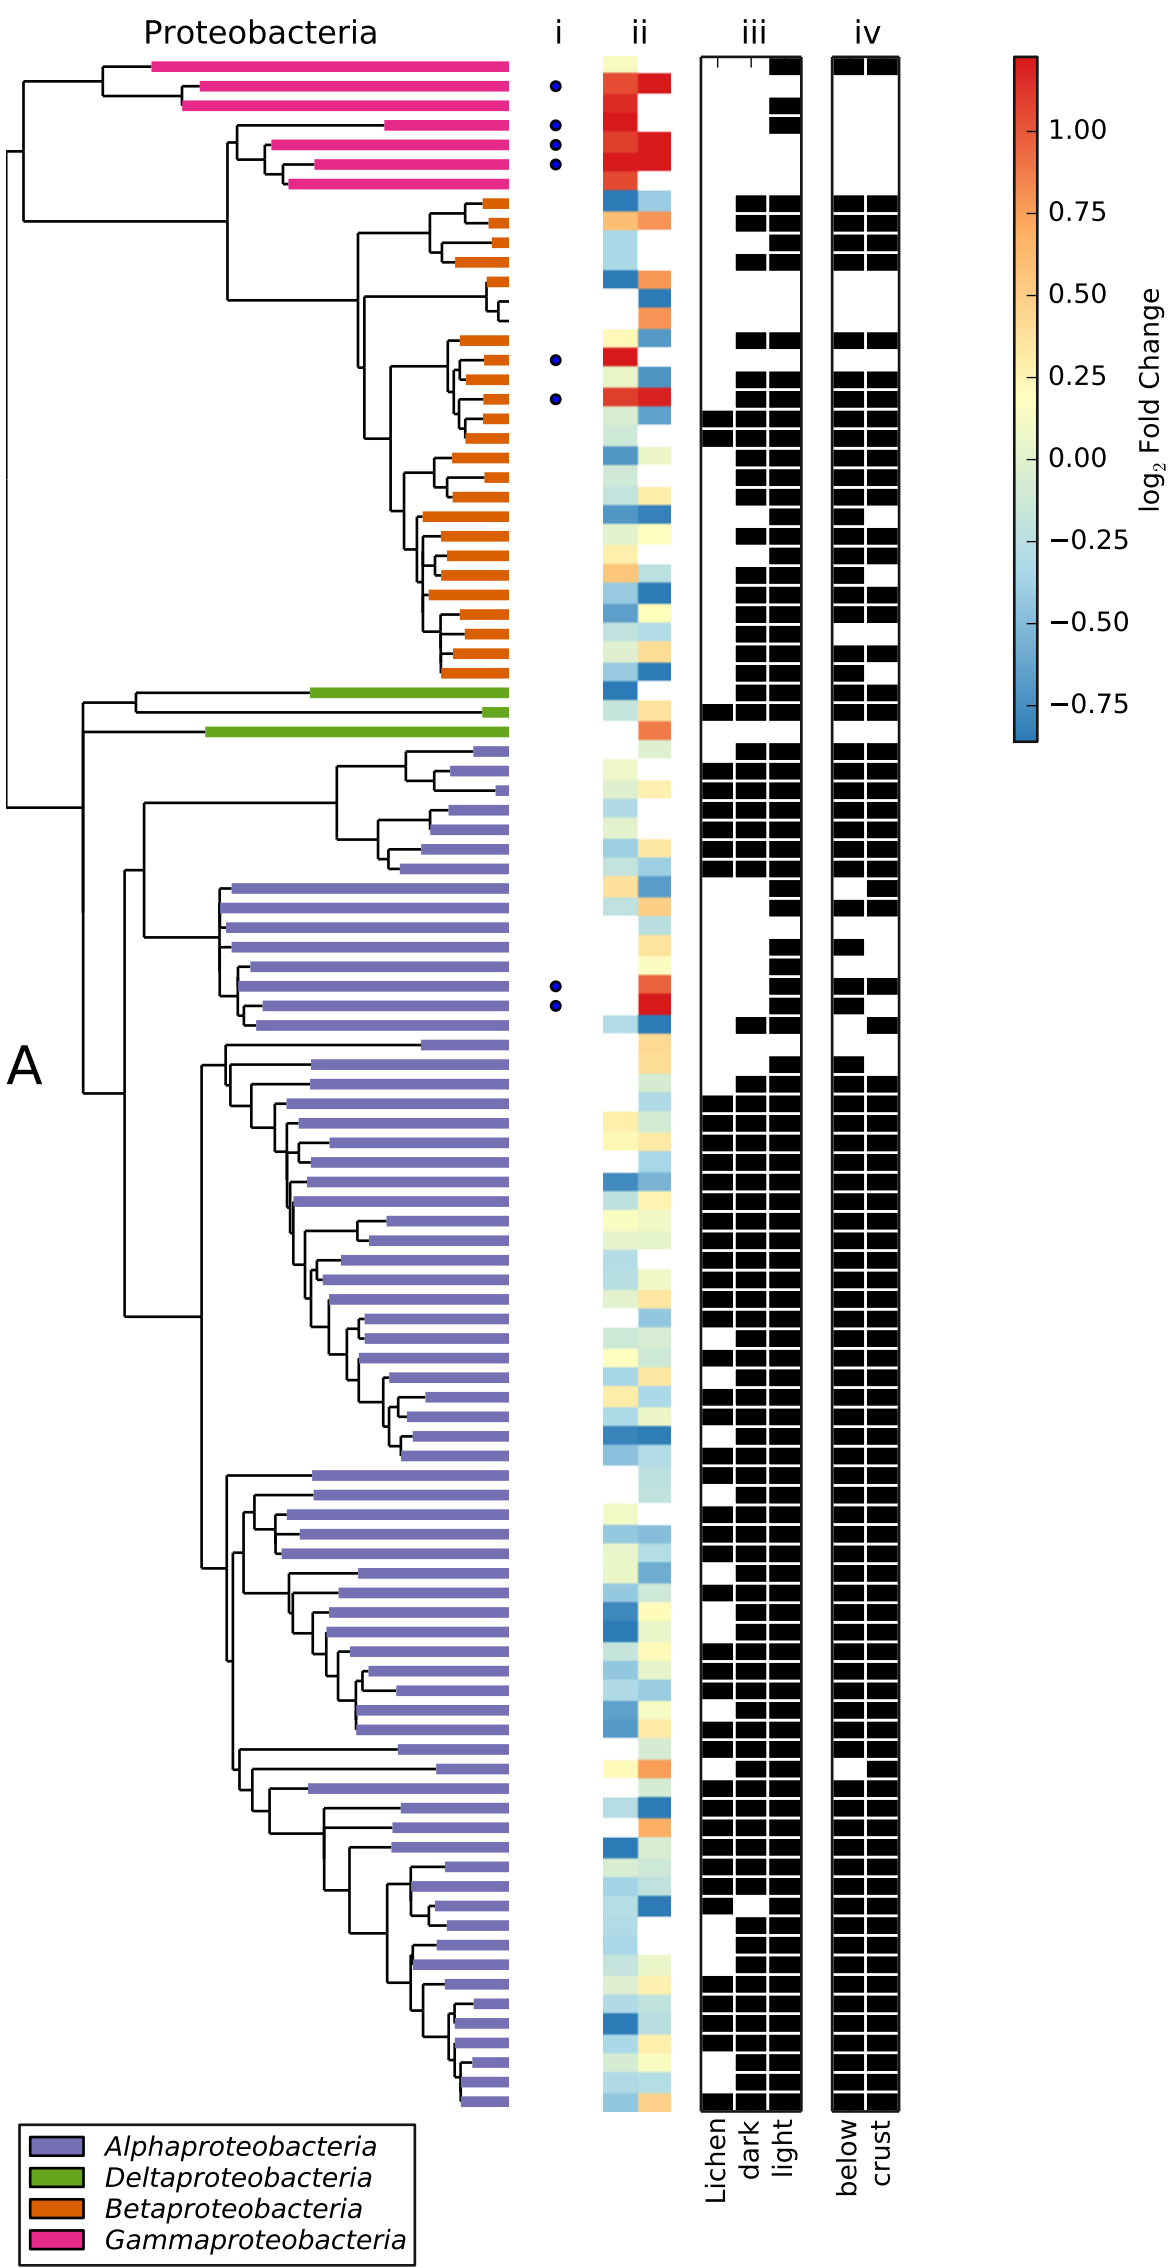 Proteobacteria i ii iii iv
1.00
0.75
0.50
0.25
0.00
−0.25
−0.50
−0.75
log2 Fold Change
A
Lichen
dark
light
below
crust
Alphaproteobacteria
Deltaproteobacteria
Betaproteobacteria
Gammaproteobacteria